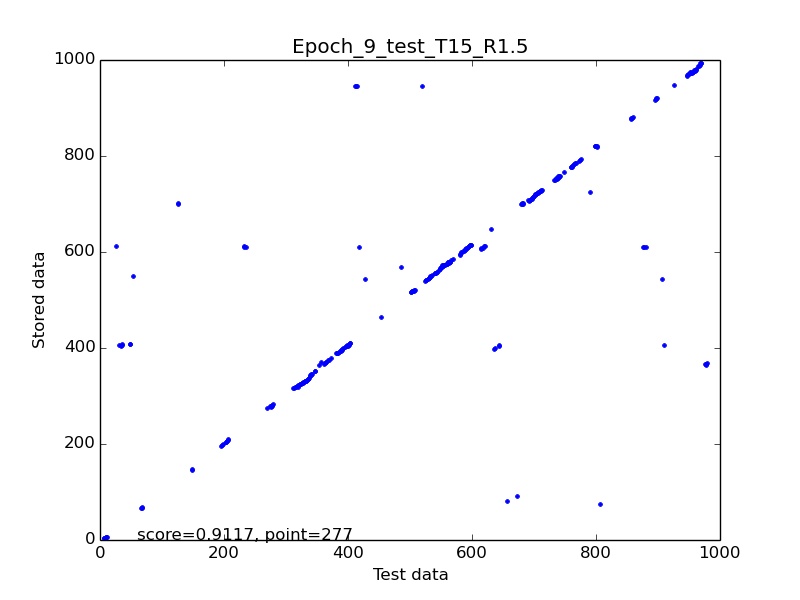 Epoch_9_test_T15_R1.5
1000
800
600
400
200
0
Stored data
score=0.9117, point=277
0 200 400 600 800 1000
Test data